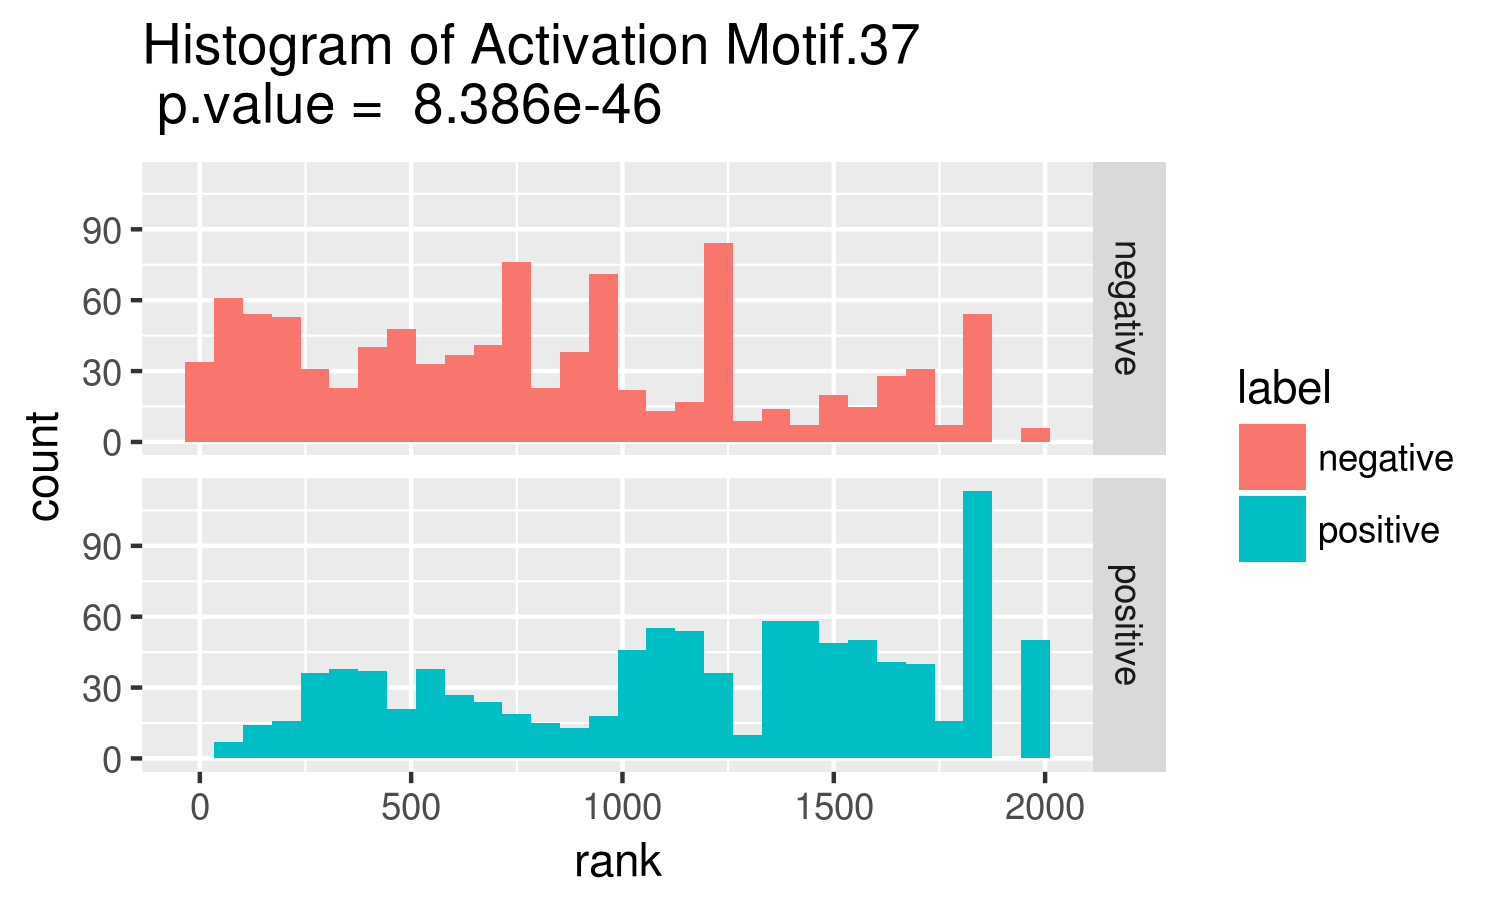 Histogram of Activation Motif.37
p.value =  8.386e-46
90
60
30
0
negative
90
60
30
0
positive
count
0 500 1000 1500 2000
rank
label
negative
positive